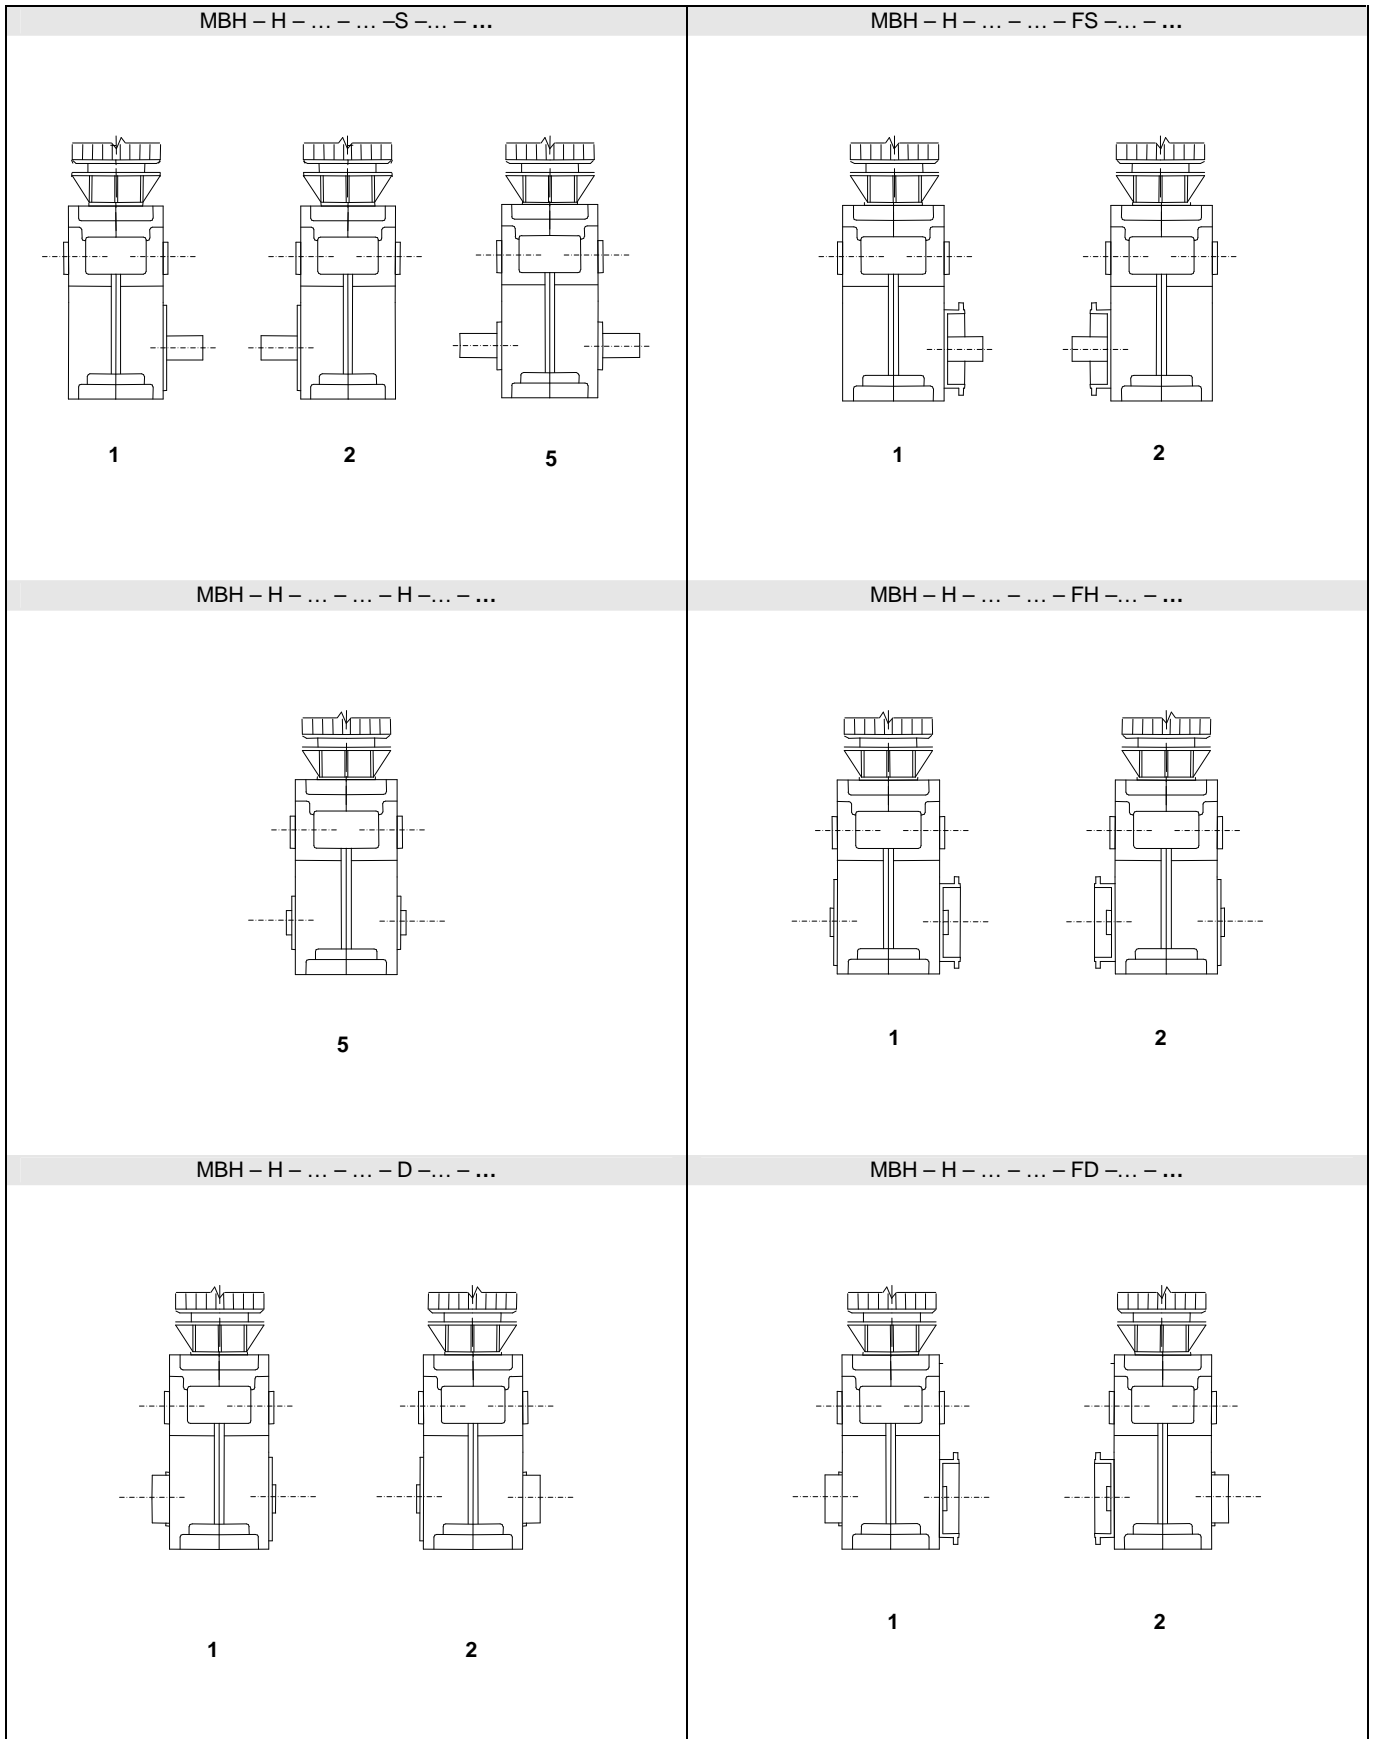 MBH – H – … – … –S –… – …
1
2
5
MBH – H – … – … – FS –… – …
1
2
MBH – H – … – … – H –… – …
5
MBH – H – … – … – FH –… – …
1
2
MBH – H – … – … – D –… – …
1
2
MBH – H – … – … – FD –… – …
1
2